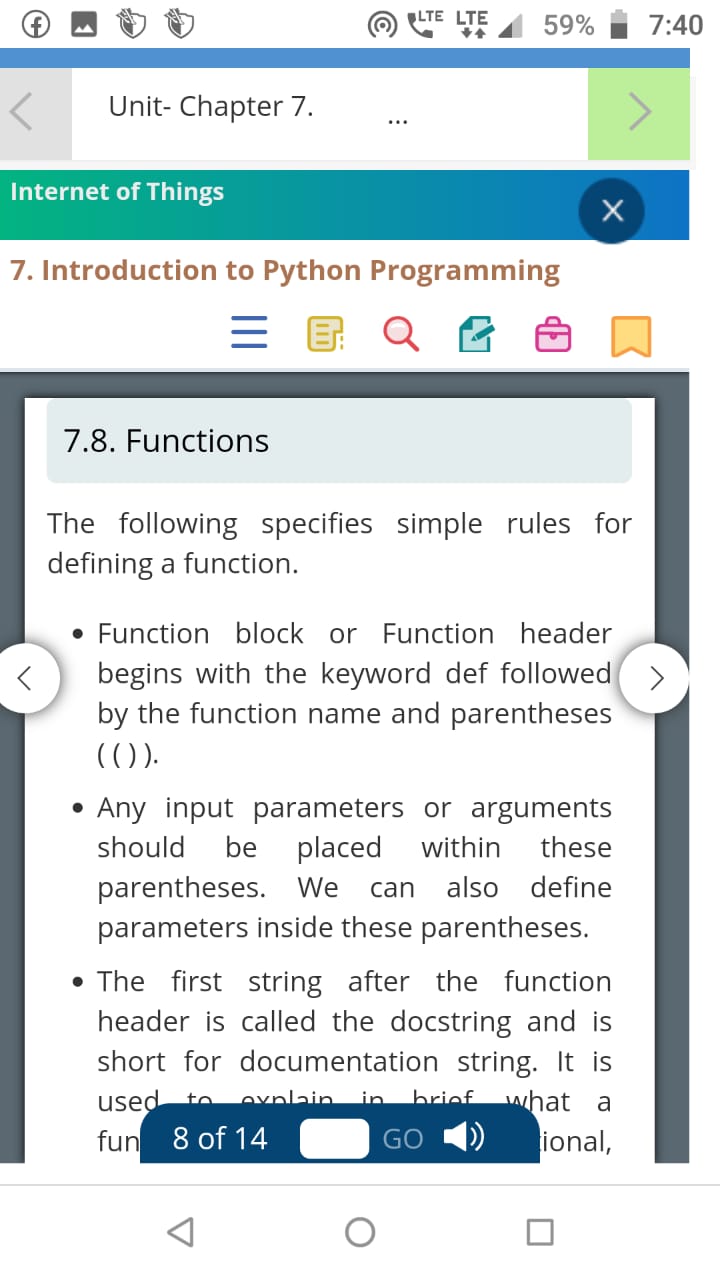 LTE LTE 59% 7:40
Unit- Chapter 7. ...
Internet of Things
7. Introduction to Python Programming
7.8. Functions
The following specifies simple rules for
defining a function.
• Function block or Function header
begins with the keyword def followed
by the function name and parentheses
(()).
• Any input parameters or arguments
should be placed within these
parentheses. We can also define
parameters inside these parentheses.
• The first string after the function
header is called the docstring and is
short for documentation string. It is
used to explain in brief what a
fun ional,
8 of 14 GO